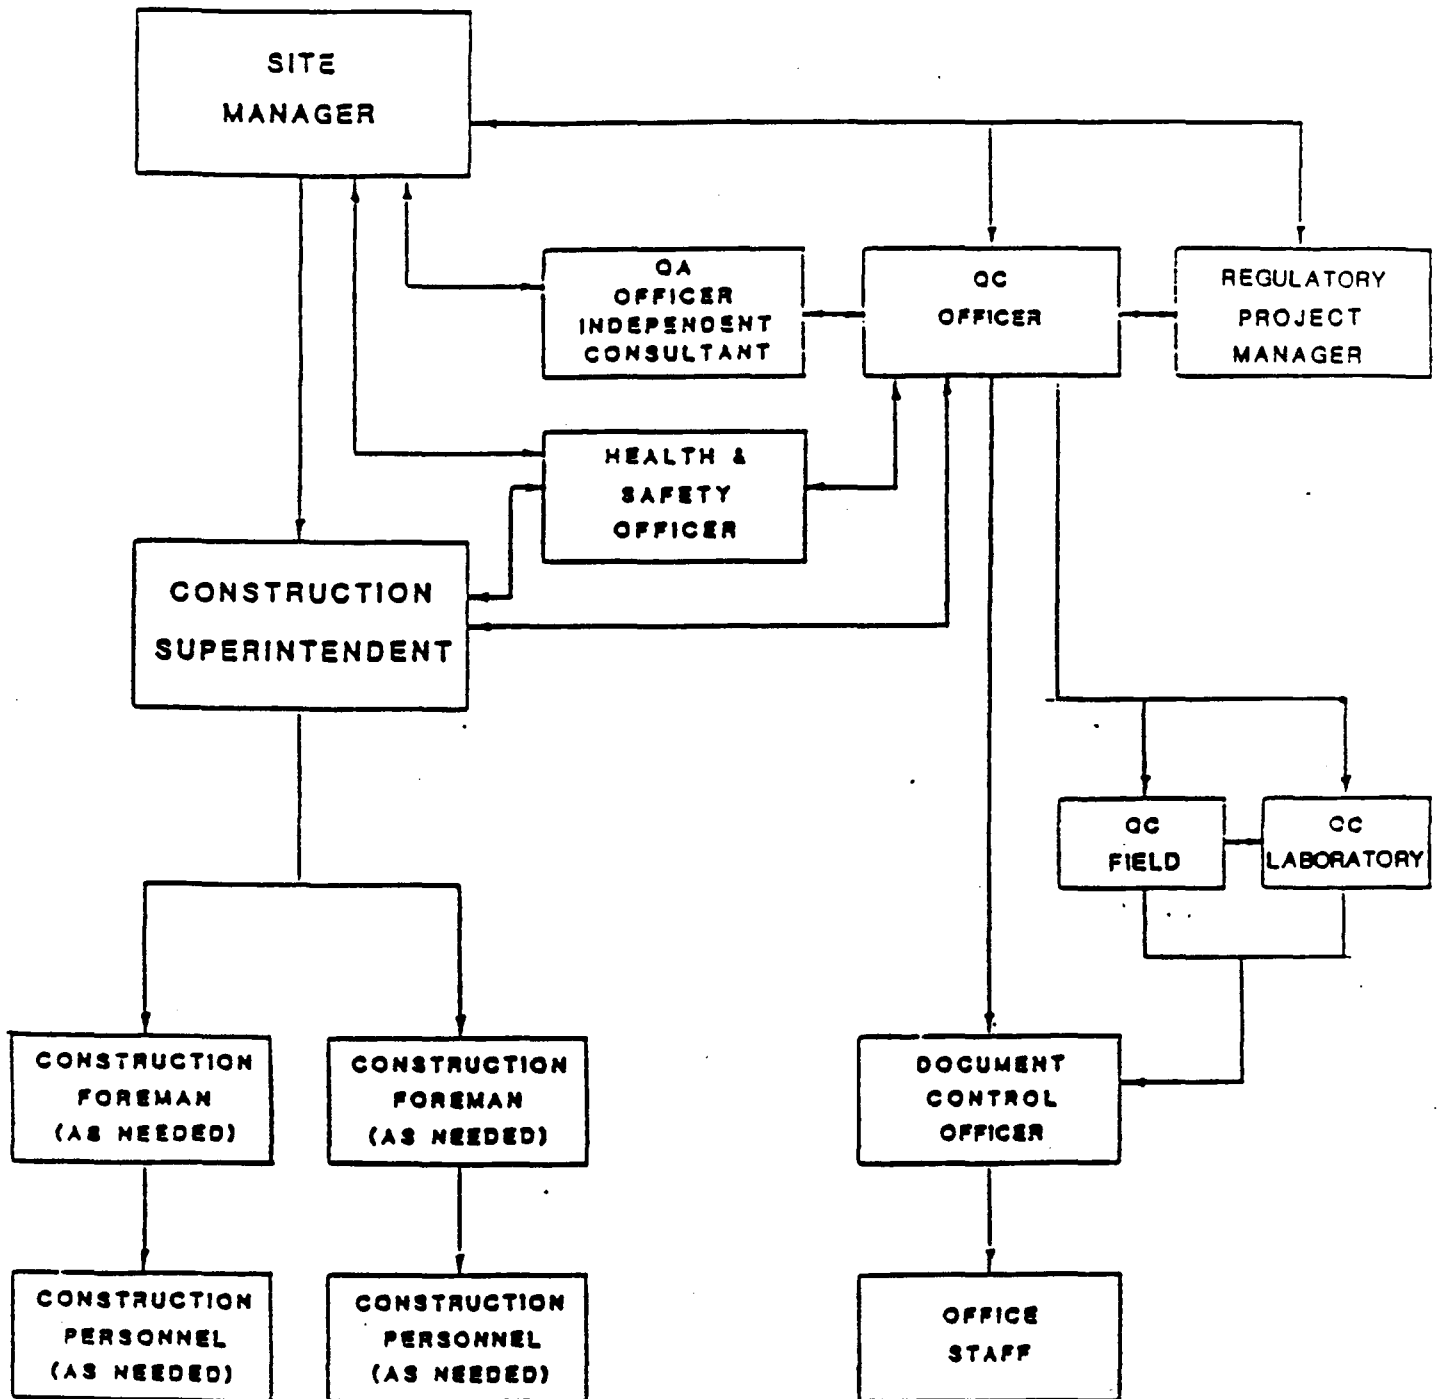 SITE
MANAGER
QA
OFFICER
INDEPENDENT
CONSULTANT
QC
OFFICER
REGULATORY
PROJECT
MANAGER
HEALTH &
SAFETY
OFFICER
CONSTRUCTION
SUPERINTENDENT
QC
FIELD
QC
LABORATORY
CONSTRUCTION
FOREMAN
(AS NEEDED)
CONSTRUCTION
FOREMAN
(AS NEEDED)
DOCUMENT
CONTROL
OFFICER
CONSTRUCTION
PERSONNEL
(AS NEEDED)
CONSTRUCTION
PERSONNEL
(AS NEEDED)
OFFICE
STAFF